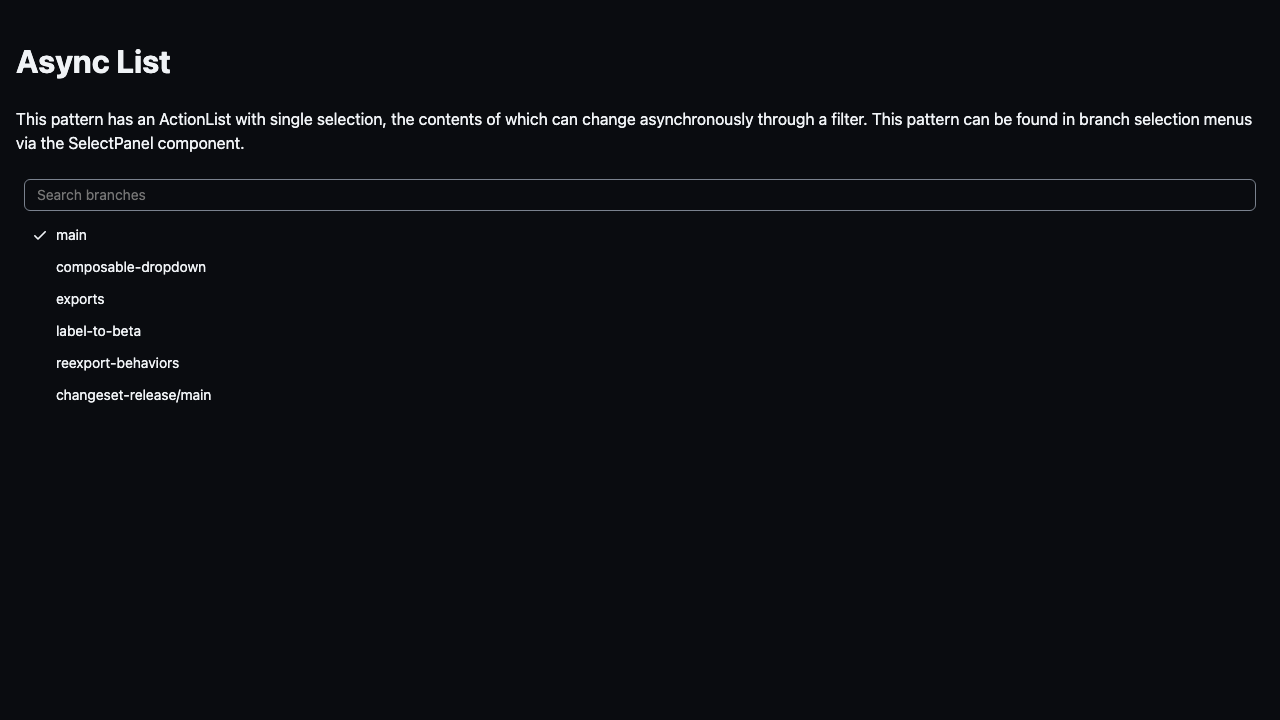 Async List
This pattern has an ActionList with single selection, the contents of which can change asynchronously through a filter. This pattern can be found in branch selection menus
via the SelectPanel component.
Search branches
main
composable-dropdown
exports
label-to-beta
reexport-behaviors
changeset-release/main